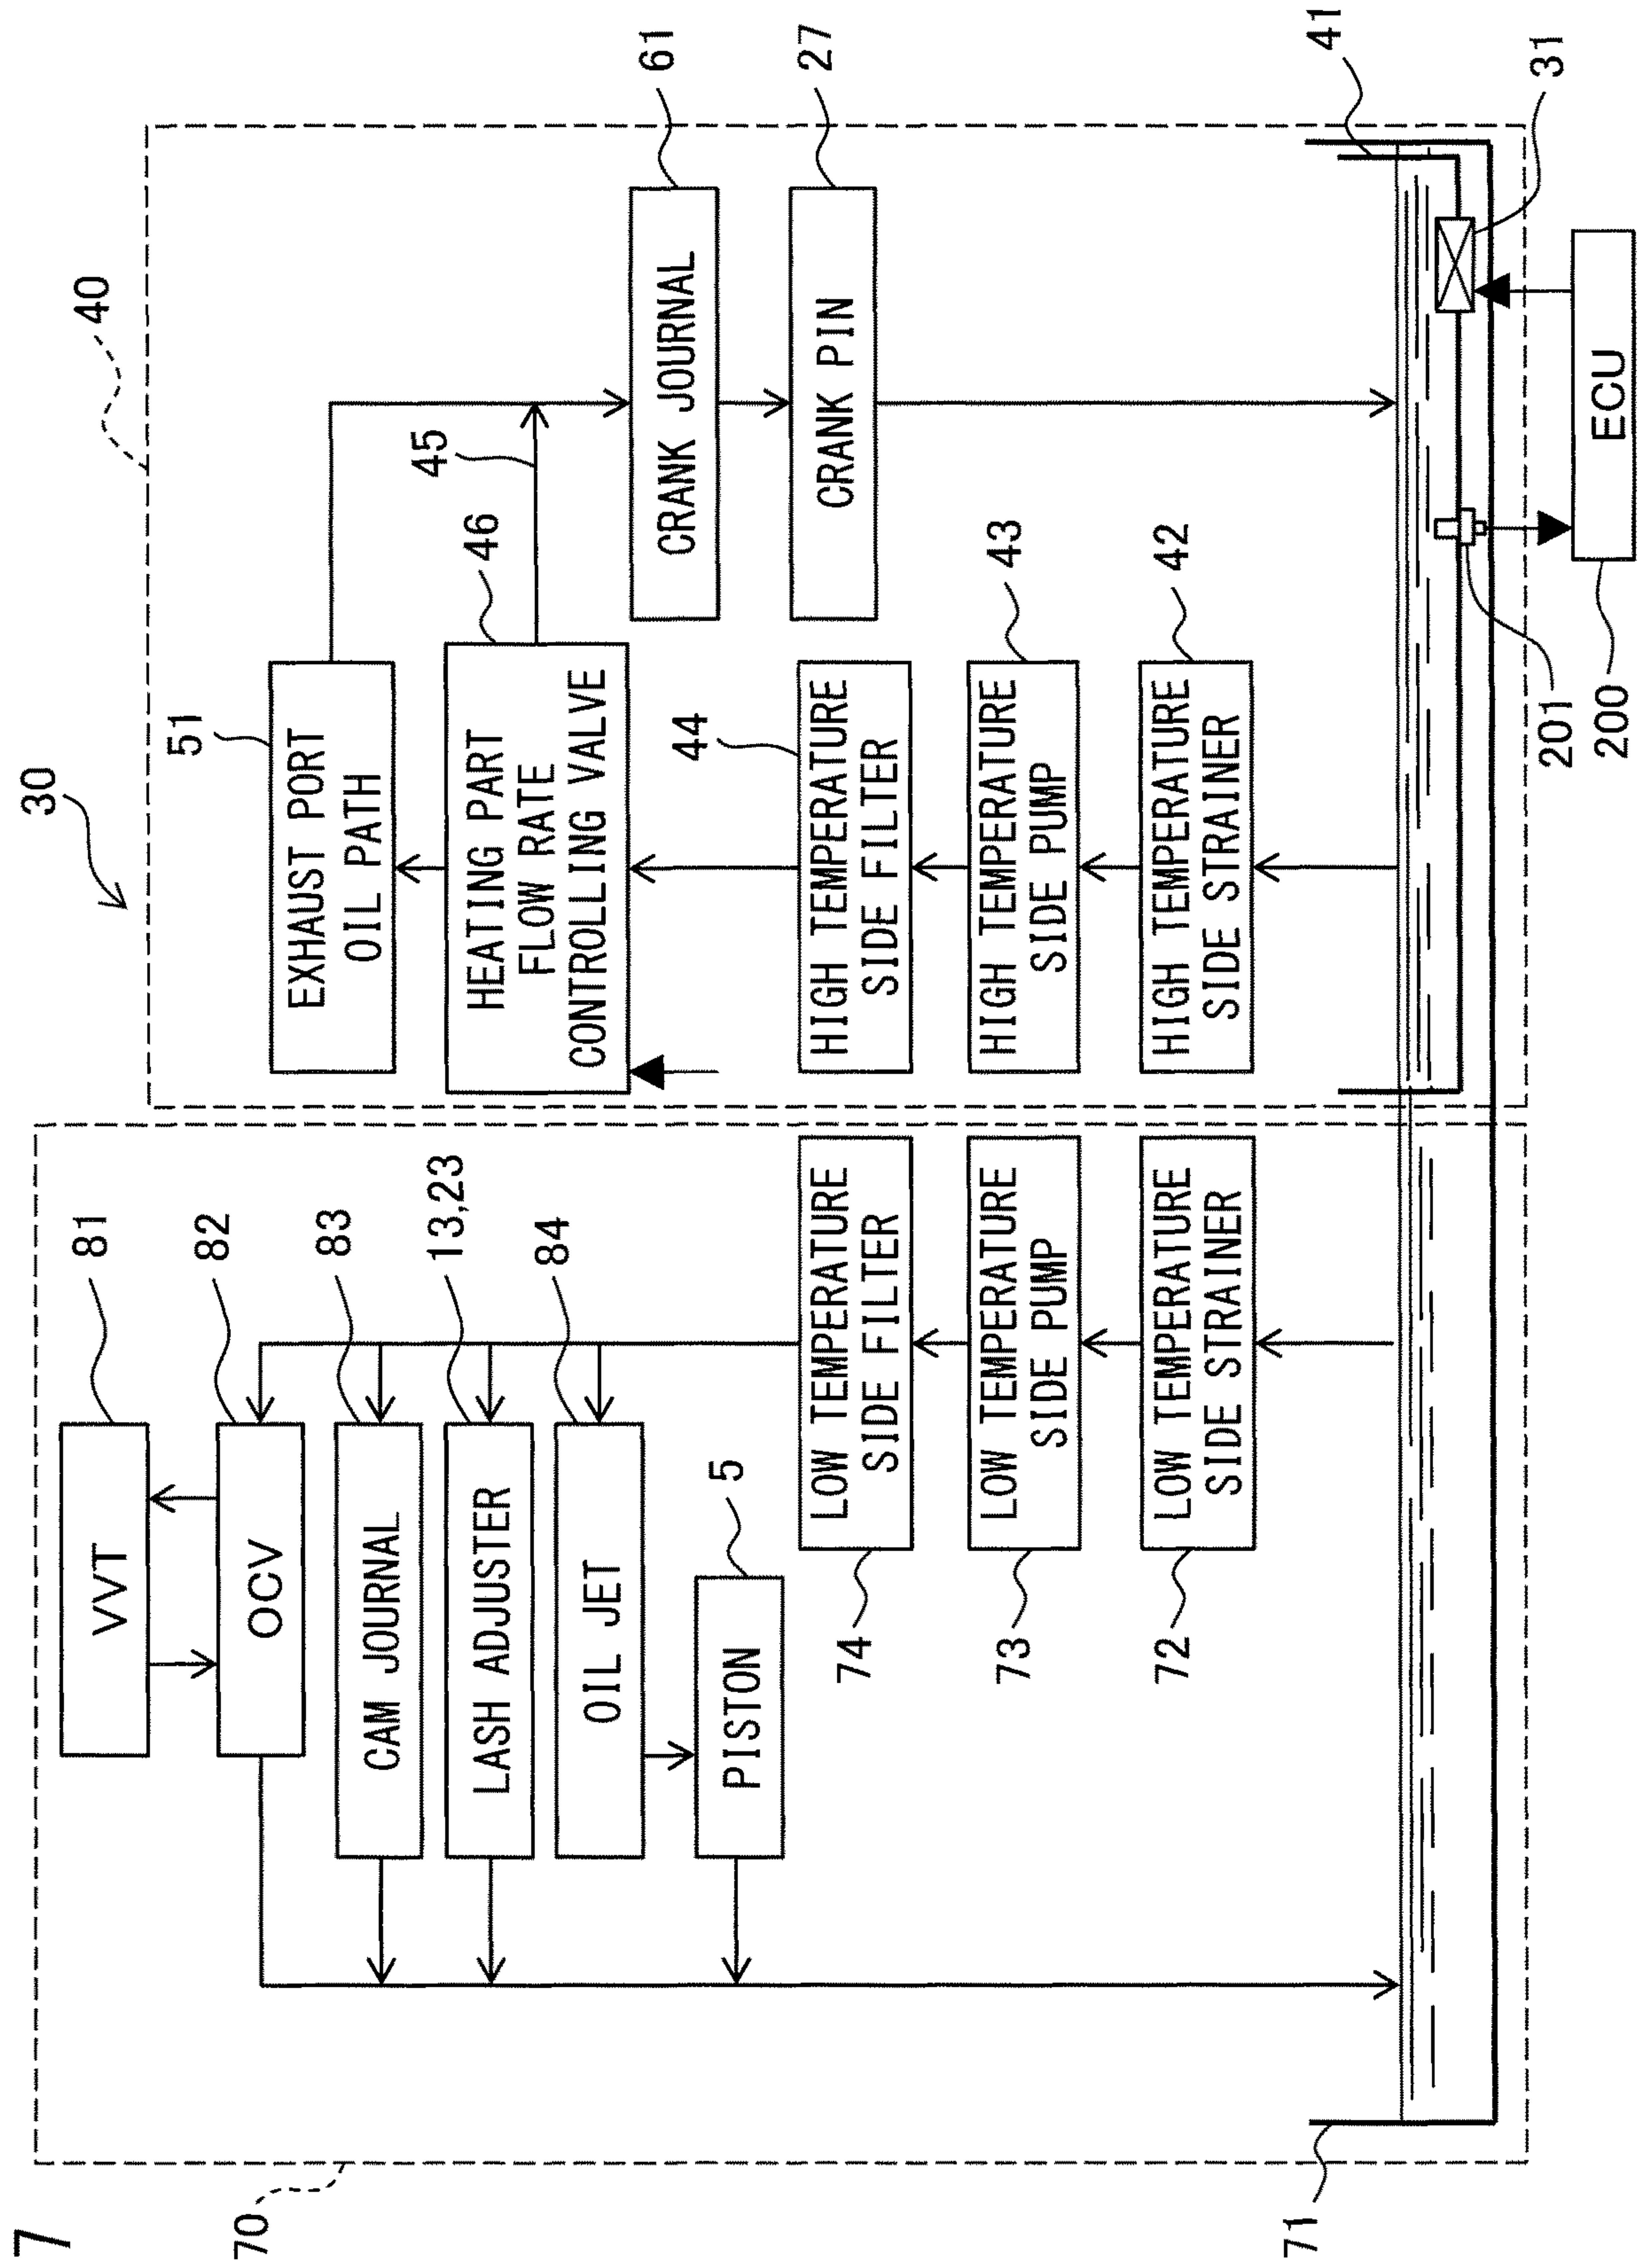 7
30
40
70
81
VVT
82
OCV
83
CAM JOURNAL
13,23
LASH ADJUSTER
84
OIL JET
5
PISTON
74
LOW TEMPERATURE
SIDE FILTER
73
LOW TEMPERATURE
SIDE PUMP
72
LOW TEMPERATURE
SIDE STRAINER
71
51
EXHAUST PORT
OIL PATH
46
HEATING PART
FLOW RATE
CONTROLLING VALVE
45
61
CRANK JOURNAL
27
CRANK PIN
44
HIGH TEMPERATURE
SIDE FILTER
43
HIGH TEMPERATURE
SIDE PUMP
42
HIGH TEMPERATURE
SIDE STRAINER
41
31
201
200
ECU